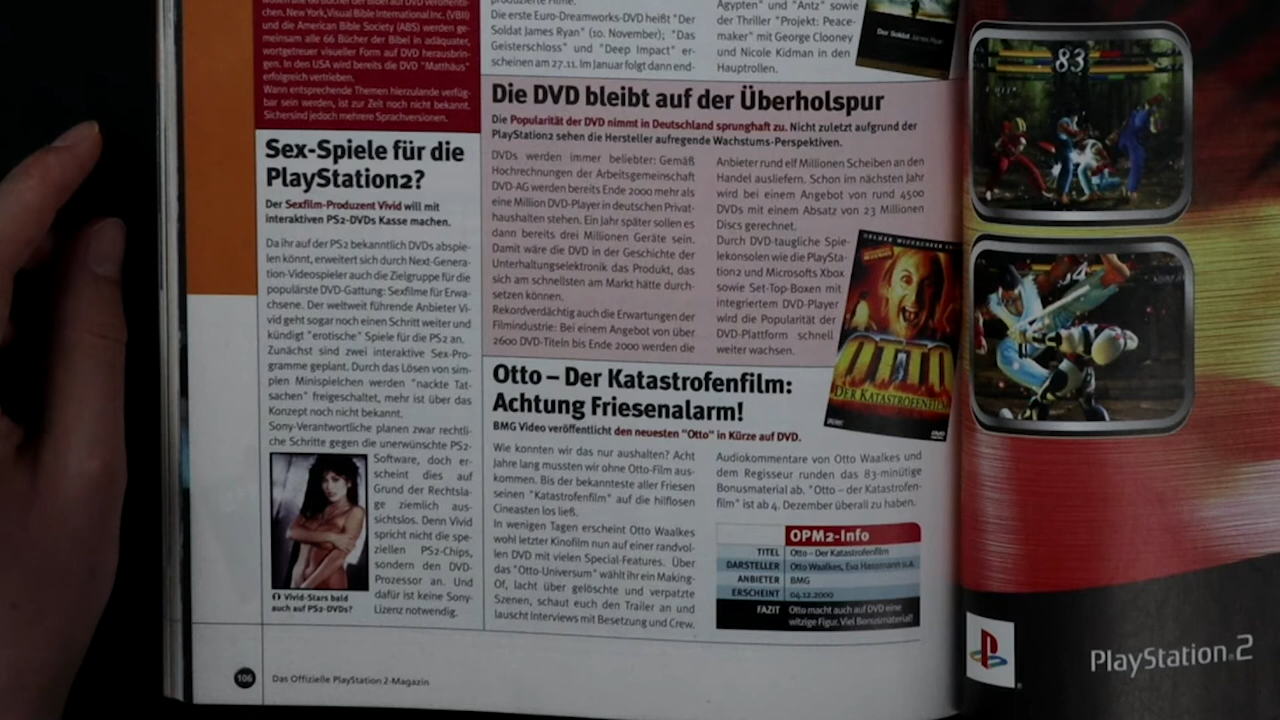 chen. New York, Visual Bible International Inc. (VBII)
und die American Bible Society (ABS) werden ge-
meinsam alle 66 Bücher der Bibel in adäquater,
wortgetreuer visueller Form auf DVD herausbrin-
gen. In den USA wird bereits die DVD "Matthäus"
erfolgreich vertrieben.
Wann entsprechende Themen hierzulande verfüg-
bar sein werden, ist zur Zeit noch nicht bekannt.
Sicher sind jedoch mehrere Sprachversionen.
Sex-Spiele für die
PlayStation2?
Der Sexfilm-Produzent Vivid will mit
interaktiven PS2-DVDs Kasse machen.
Da ihr auf der PS2 bekanntlich DVDs abspie-
len könnt, erweitert sich durch Next-Genera-
tion-Videospieler auch die Zielgruppe für die
populärste DVD-Gattung: Sexfilme für Erwa-
chsene. Der weltweit führende Anbieter Vi-
vid geht sogar noch einen Schritt weiter und
kündigt "erotische" Spiele für die PS2 an.
Zunächst sind zwei interaktive Sex-Pro-
gramme geplant. Durch das Lösen von sim-
plen Minispielchen werden "nackte Tat-
sachen" freigeschaltet, mehr ist über das
Konzept noch nicht bekannt.
Sony-Verantwortliche planen zwar rechtli-
che Schritte gegen die unerwünschte PS2-
Software, doch er-
scheint dies auf
Grund der Rechtsla-
ge ziemlich aus-
sichtslos. Denn Vivid
spricht nicht die spe-
ziellen PS2-Chips,
sondern den DVD-
Prozessor an. Und
dafür ist keine Sony-
Lizenz notwendig.
Vivid-Stars bald
auch auf PS2-DVDs?
Die erste Euro-Dreamworks-DVD heißt "Der
Soldat James Ryan" (10. November); "Das
Geisterschloss" und "Deep Impact" er-
scheinen am 27.11. Im Januar folgt dann end-
Ägypten" und "Antz" sowie
der Thriller "Projekt: Peace-
maker" mit George Clooney
und Nicole Kidman in den
Hauptrollen.
Der Soldat James Ryan
Die DVD bleibt auf der Überholspur
Die Popularität der DVD nimmt in Deutschland sprunghaft zu. Nicht zuletzt aufgrund der
PlayStation2 sehen die Hersteller aufregende Wachstums-Perspektiven.
DVDs werden immer beliebter: Gemäß
Hochrechnungen der Arbeitsgemeinschaft
DVD-AG werden bereits Ende 2000 mehr als
eine Million DVD-Player in deutschen Privat-
haushalten stehen. Ein Jahr später sollen es
dann bereits drei Millionen Geräte sein.
Damit wäre die DVD in der Geschichte der
Unterhaltungselektronik das Produkt, das
sich am schnellsten am Markt hätte durch-
setzen können.
Rekordverdächtig auch die Erwartungen der
Filmindustrie: Bei einem Angebot von über
2600 DVD-Titeln bis Ende 2000 werden die
Anbieter rund elf Millionen Scheiben an den
Handel ausliefern. Schon im nächsten Jahr
wird bei einem Angebot von rund 4500
DVDs mit einem Absatz von 23 Millionen
Discs gerechnet.
Durch DVD-taugliche Spie-
lekonsolen wie die PlaySta-
tion2 und Microsofts Xbox
sowie Set-Top-Boxen mit
integriertem DVD-Player
wird die Popularität der
DVD-Plattform schnell
weiter wachsen.
OTTO
DER KATASTROFENFILM
Otto – Der Katastrofenfilm:
Achtung Friesenalarm!
BMG Video veröffentlicht den neuesten "Otto" in Kürze auf DVD.
Wie konnten wir das nur aushalten? Acht
Jahre lang mussten wir ohne Otto-Film aus-
kommen. Bis der bekannteste aller Friesen
seinen "Katastrofenfilm" auf die hilflosen
Cineasten los ließ.
In wenigen Tagen erscheint Otto Waalkes
wohl letzter Kinofilm nun auf einer randvol-
len DVD mit vielen Special-Features. Über
das "Otto-Universum" wählt ihr ein Making-
Of, lacht über gelöschte und verpatzte
Szenen, schaut euch den Trailer an und
lauscht Interviews mit Besetzung und Crew.
Audiokommentare von Otto Waalkes und
dem Regisseur runden das 83-minütige
Bonusmaterial ab. "Otto – der Katastrofen-
film" ist ab 4. Dezember überall zu haben.
OPM2-Info
TITEL Otto – Der Katastrofenfilm
DARSTELLER Otto Waalkes, Eva Hassmann u.a.
ANBIETER BMG
ERSCHEINT 04.12.2000
FAZIT Otto macht auch auf DVD eine
witzige Figur. Viel Bonusmaterial!
106 Das Offizielle PlayStation 2-Magazin
83
PlayStation.2